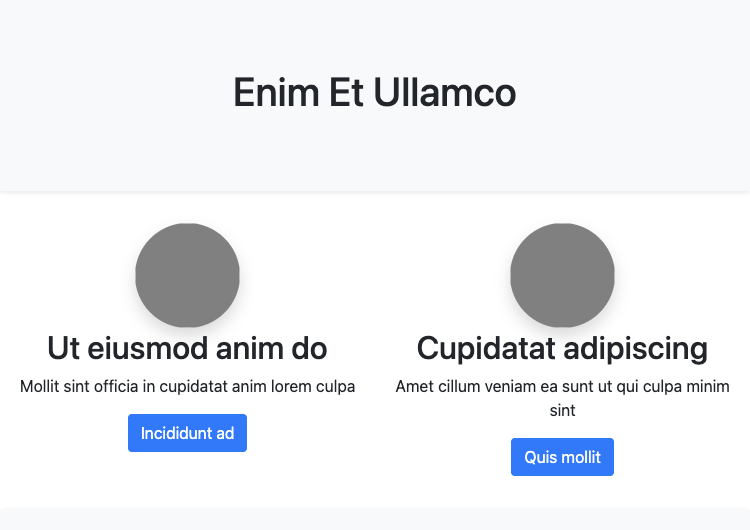 Enim Et Ullamco
Ut eiusmod anim do
Mollit sint officia in cupidatat anim lorem culpa
Incididunt ad
Cupidatat adipiscing
Amet cillum veniam ea sunt ut qui culpa minim
sint
Quis mollit